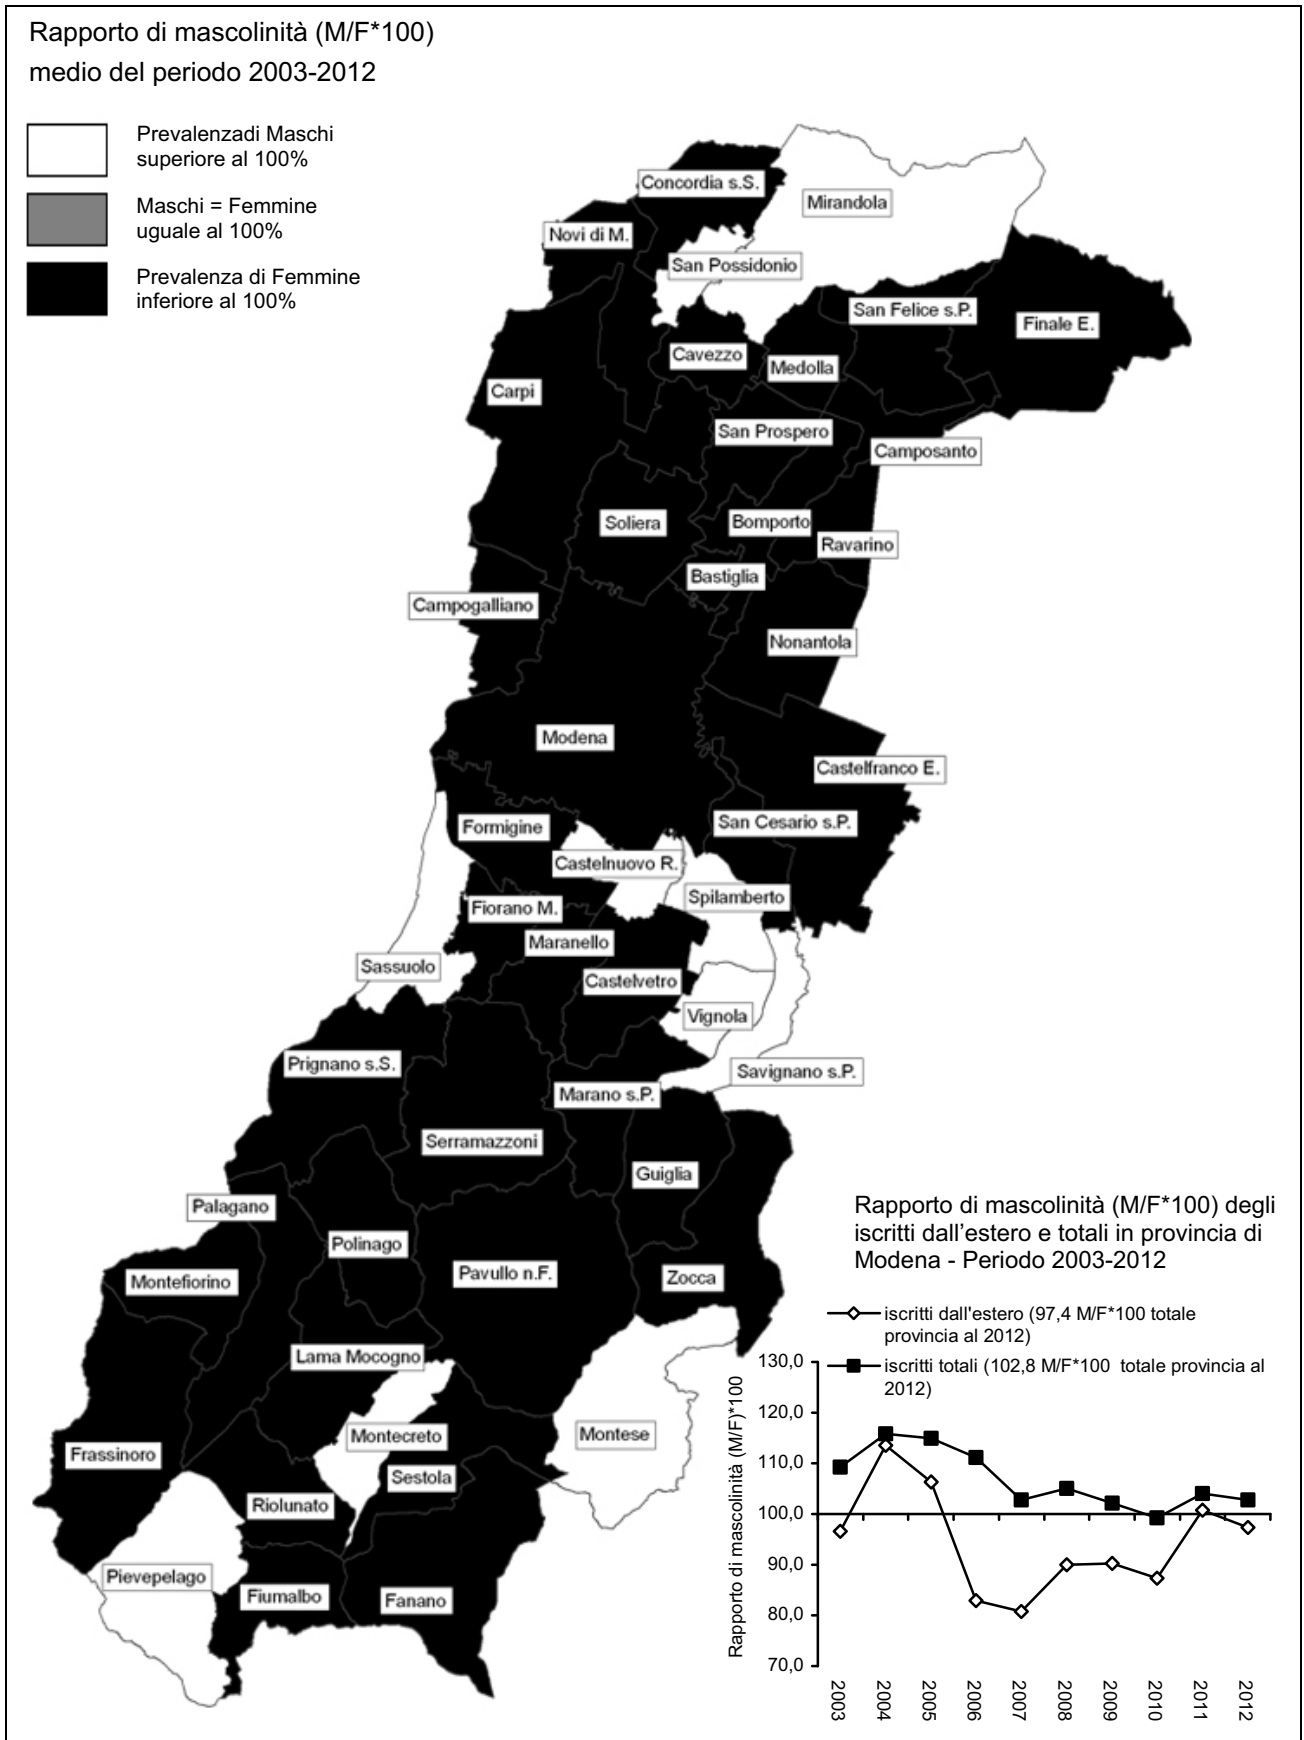 Rapporto di mascolinità (M/F*100)
medio del periodo 2003-2012
Prevalenzadi Maschi
superiore al 100%
Maschi = Femmine
uguale al 100%
Prevalenza di Femmine
inferiore al 100%
Concordia s.S.
Mirandola
Novi di M.
San Possidonio
San Felice s.P.
Finale E.
Cavezzo
Medolla
Carpi
San Prospero
Camposanto
Soliera
Bomporto
Ravarino
Bastiglia
Campogalliano
Nonantola
Modena
Castelfranco E.
San Cesario s.P.
Formigine
Castelnuovo R.
Spilamberto
Fiorano M.
Maranello
Sassuolo
Castelvetro
Vignola
Prignano s.S.
Savignano s.P.
Marano s.P.
Serramazzoni
Guiglia
Palagano
Polinago
Montefiorino
Pavullo n.F.
Zocca
Lama Mocogno
Montecreto
Montese
Frassinoro
Sestola
Riolunato
Pievepelago
Fiumalbo
Fanano
Rapporto di mascolinità (M/F*100) degli
iscritti dall'estero e totali in provincia di
Modena - Periodo 2003-2012
iscritti dall'estero (97,4 M/F*100 totale
provincia al 2012)
iscritti totali (102,8 M/F*100 totale provincia al
2012)
Rapporto di mascolinità (M/F)*100
130,0
120,0
110,0
100,0
90,0
80,0
70,0
2003
2004
2005
2006
2007
2008
2009
2010
2011
2012